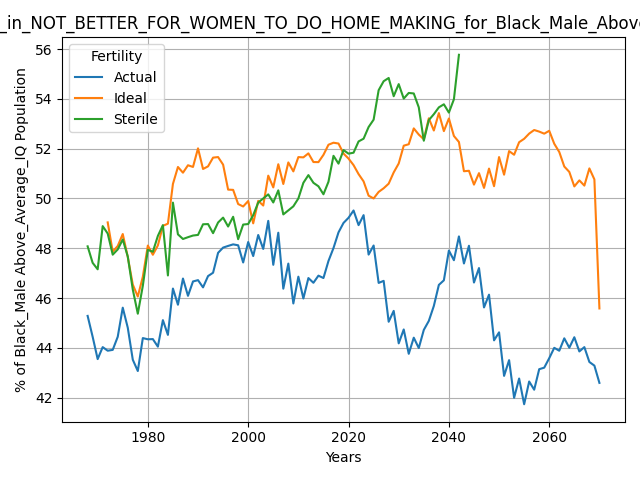 _in_NOT_BETTER_FOR_WOMEN_TO_DO_HOME_MAKING_for_Black_Male_Above
Fertility
Actual
Ideal
Sterile
% of Black_Male Above_Average_IQ Population
56
54
52
50
48
46
44
42
1980
2000
2020
2040
2060
Years